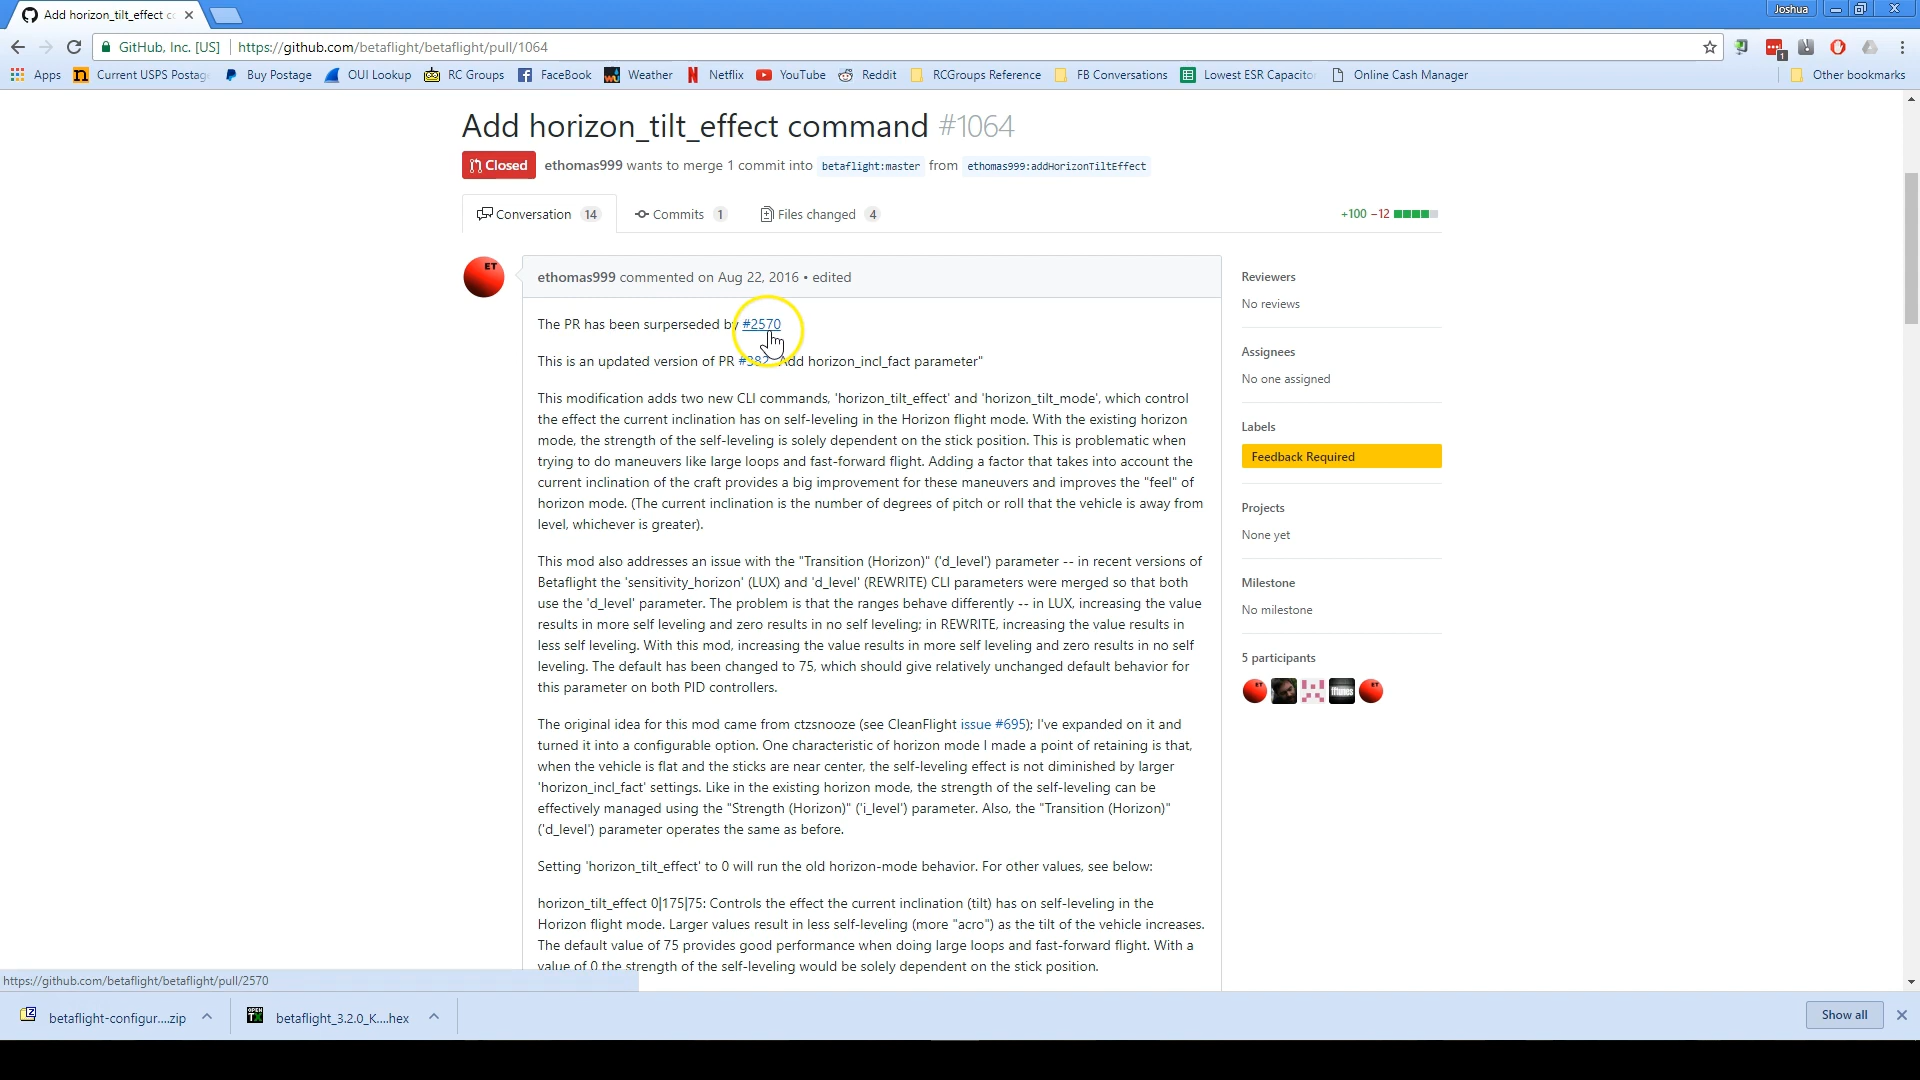 Add horizon_tilt_effect c
Joshua
GitHub, Inc. [US] https://github.com/betaflight/betaflight/pull/1064
1
Apps Current USPS Postag Buy Postage OUI Lookup RC Groups FaceBook Weather Netflix YouTube Reddit RCGroups Reference FB Conversations Lowest ESR Capacito Online Cash Manager Other bookmarks
Add horizon_tilt_effect command #1064
Closed ethomas999 wants to merge 1 commit into betaflight:master from ethomas999:addHorizonTiltEffect
Conversation 14 Commits 1 Files changed 4 +100 −12
ET
ethomas999 commented on Aug 22, 2016 • edited
The PR has been surperseded by #2570
This is an updated version of PR #382 "Add horizon_incl_fact parameter"
This modification adds two new CLI commands, 'horizon_tilt_effect' and 'horizon_tilt_mode', which control
the effect the current inclination has on self-leveling in the Horizon flight mode. With the existing horizon
mode, the strength of the self-leveling is solely dependent on the stick position. This is problematic when
trying to do maneuvers like large loops and fast-forward flight. Adding a factor that takes into account the
current inclination of the craft provides a big improvement for these maneuvers and improves the "feel" of
horizon mode. (The current inclination is the number of degrees of pitch or roll that the vehicle is away from
level, whichever is greater).
This mod also addresses an issue with the "Transition (Horizon)" ('d_level') parameter -- in recent versions of
Betaflight the 'sensitivity_horizon' (LUX) and 'd_level' (REWRITE) CLI parameters were merged so that both
use the 'd_level' parameter. The problem is that the ranges behave differently -- in LUX, increasing the value
results in more self leveling and zero results in no self leveling; in REWRITE, increasing the value results in
less self leveling. With this mod, increasing the value results in more self leveling and zero results in no self
leveling. The default has been changed to 75, which should give relatively unchanged default behavior for
this parameter on both PID controllers.
The original idea for this mod came from ctzsnooze (see CleanFlight issue #695); I've expanded on it and
turned it into a configurable option. One characteristic of horizon mode I made a point of retaining is that,
when the vehicle is flat and the sticks are near center, the self-leveling effect is not diminished by larger
'horizon_incl_fact' settings. Like in the existing horizon mode, the strength of the self-leveling can be
effectively managed using the "Strength (Horizon)" ('i_level') parameter. Also, the "Transition (Horizon)"
('d_level') parameter operates the same as before.
Setting 'horizon_tilt_effect' to 0 will run the old horizon-mode behavior. For other values, see below:
horizon_tilt_effect 0|175|75: Controls the effect the current inclination (tilt) has on self-leveling in the
Horizon flight mode. Larger values result in less self-leveling (more "acro") as the tilt of the vehicle increases.
The default value of 75 provides good performance when doing large loops and fast-forward flight. With a
value of 0 the strength of the self-leveling would be solely dependent on the stick position.
Reviewers
No reviews
Assignees
No one assigned
Labels
Feedback Required
Projects
None yet
Milestone
No milestone
5 participants
https://github.com/betaflight/betaflight/pull/2570
betaflight-configur....zip betaflight_3.2.0_K....hex Show all